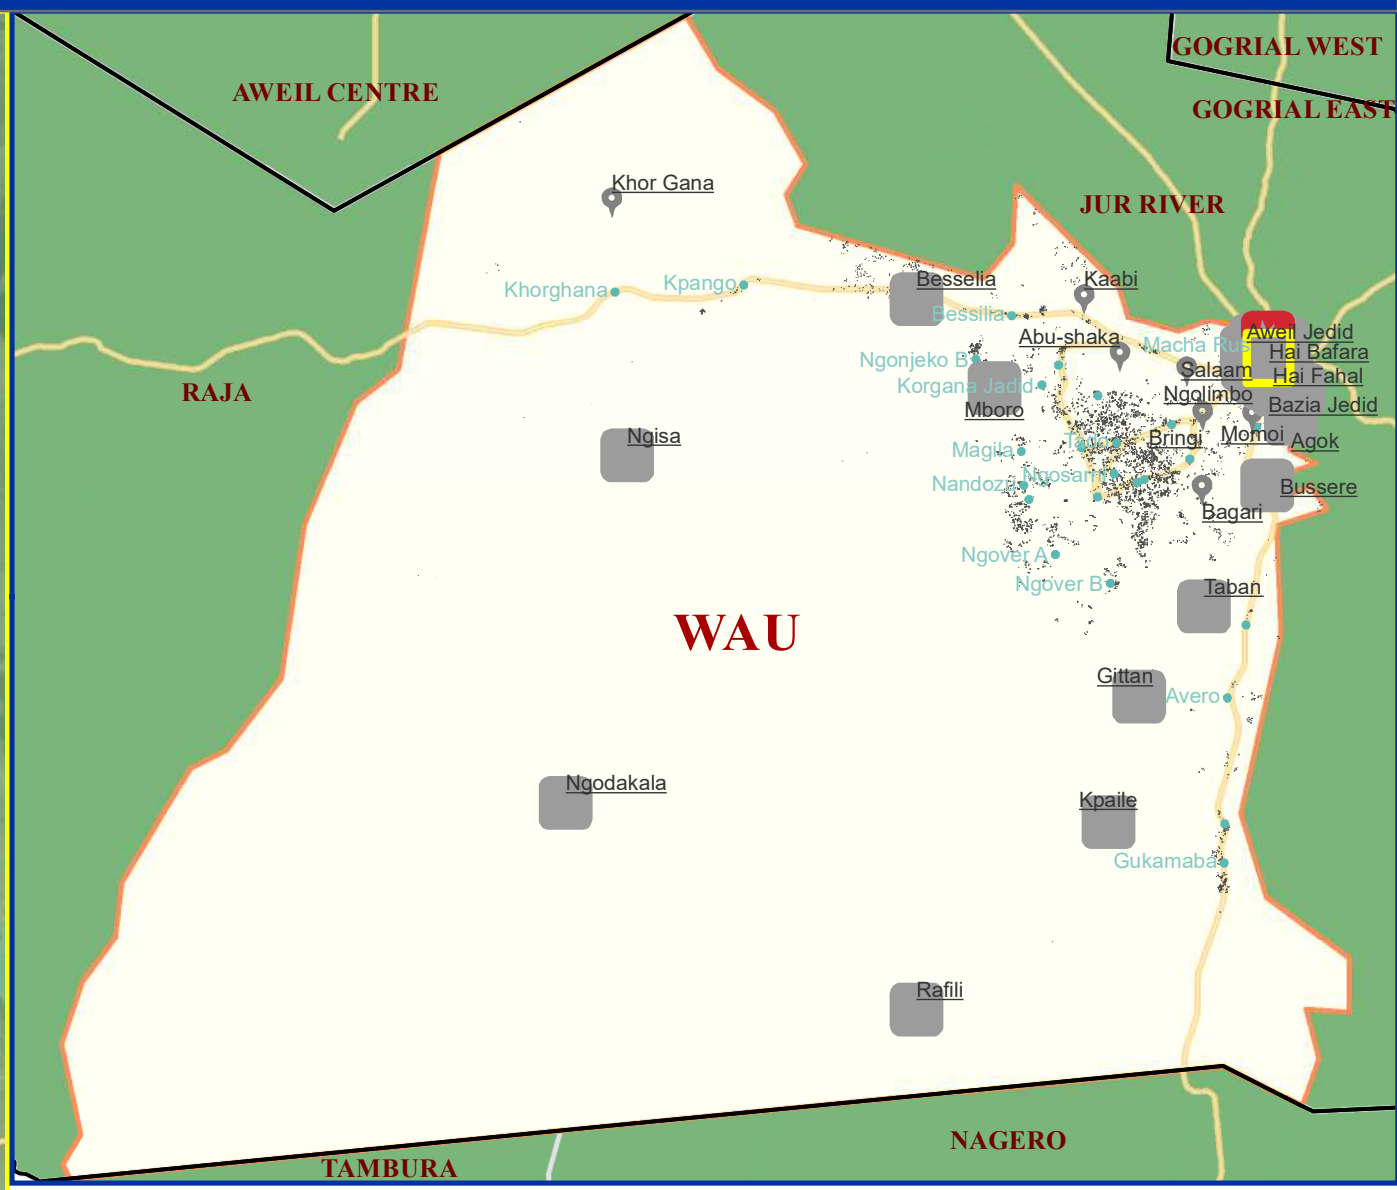 GOGRIAL WEST
AWEIL CENTRE
GOGRIAL EAST
Khor Gana
JUR RIVER
Besselia
Kaabi
Khorghana
Kpango
Bessilia
Abu-shaka
Macha Rus
Aweil Jedid
Hai Bafara
Ngonjeko B
Salaam
Hai Fahal
RAJA
Korgana Jadid
Ngolimbo
Mboro
Bazia Jedid
Ngisa
Bringi
Momoi
Agok
Magila
Nandozu
Ngosami
Bussere
Bagari
Ngover A
Ngover B
Taban
WAU
Gittan
Avero
Ngodakala
Kpaile
Gukamaba
Rafili
NAGERO
TAMBURA